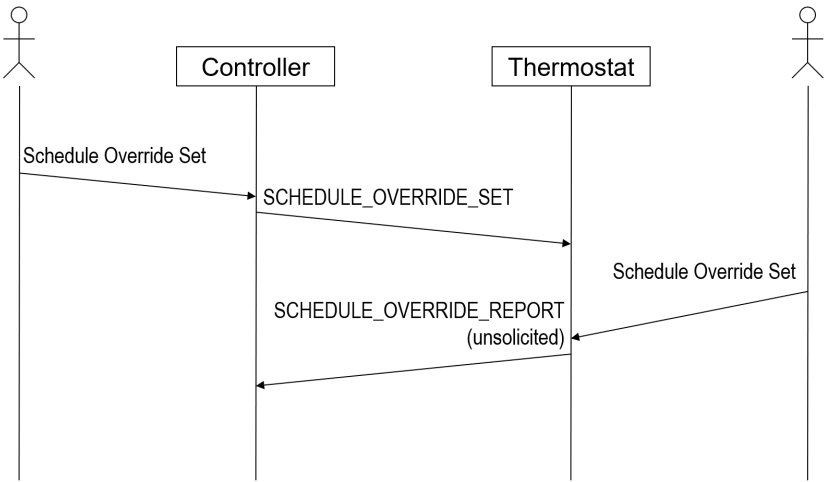 Controller
Thermostat
Schedule Override Set
SCHEDULE_OVERRIDE_SET
Schedule Override Set
SCHEDULE_OVERRIDE_REPORT
(unsolicited)